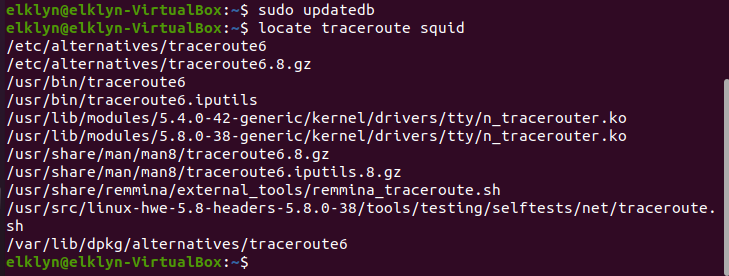 elklyn@elklyn-VirtualBox:~$ sudo updatedb
elklyn@elklyn-VirtualBox:~$ locate traceroute squid
/etc/alternatives/traceroute6
/etc/alternatives/traceroute6.8.gz
/usr/bin/traceroute6
/usr/bin/traceroute6.iputils
/usr/lib/modules/5.4.0-42-generic/kernel/drivers/tty/n_tracerouter.ko
/usr/lib/modules/5.8.0-38-generic/kernel/drivers/tty/n_tracerouter.ko
/usr/share/man/man8/traceroute6.8.gz
/usr/share/man/man8/traceroute6.iputils.8.gz
/usr/share/remmina/external_tools/remmina_traceroute.sh
/usr/src/linux-hwe-5.8-headers-5.8.0-38/tools/testing/selftests/net/traceroute.
sh
/var/lib/dpkg/alternatives/traceroute6
elklyn@elklyn-VirtualBox:~$